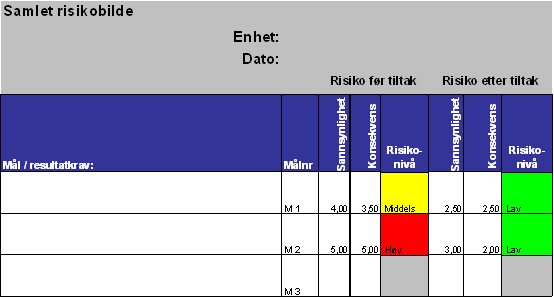 Samlet risikobilde
Enhet:
Dato:
Risiko før tiltak Risiko etter tiltak
Mål / resultatkrav: Målnr Sannsynlighet Konsekvens Risiko-nivå Sannsynlighet Konsekvens Risiko-nivå
M 1 4,00 3,50 Middels 2,50 2,50 Lav
M 2 5,00 5,00 Høy 3,00 2,00 Lav
M 3